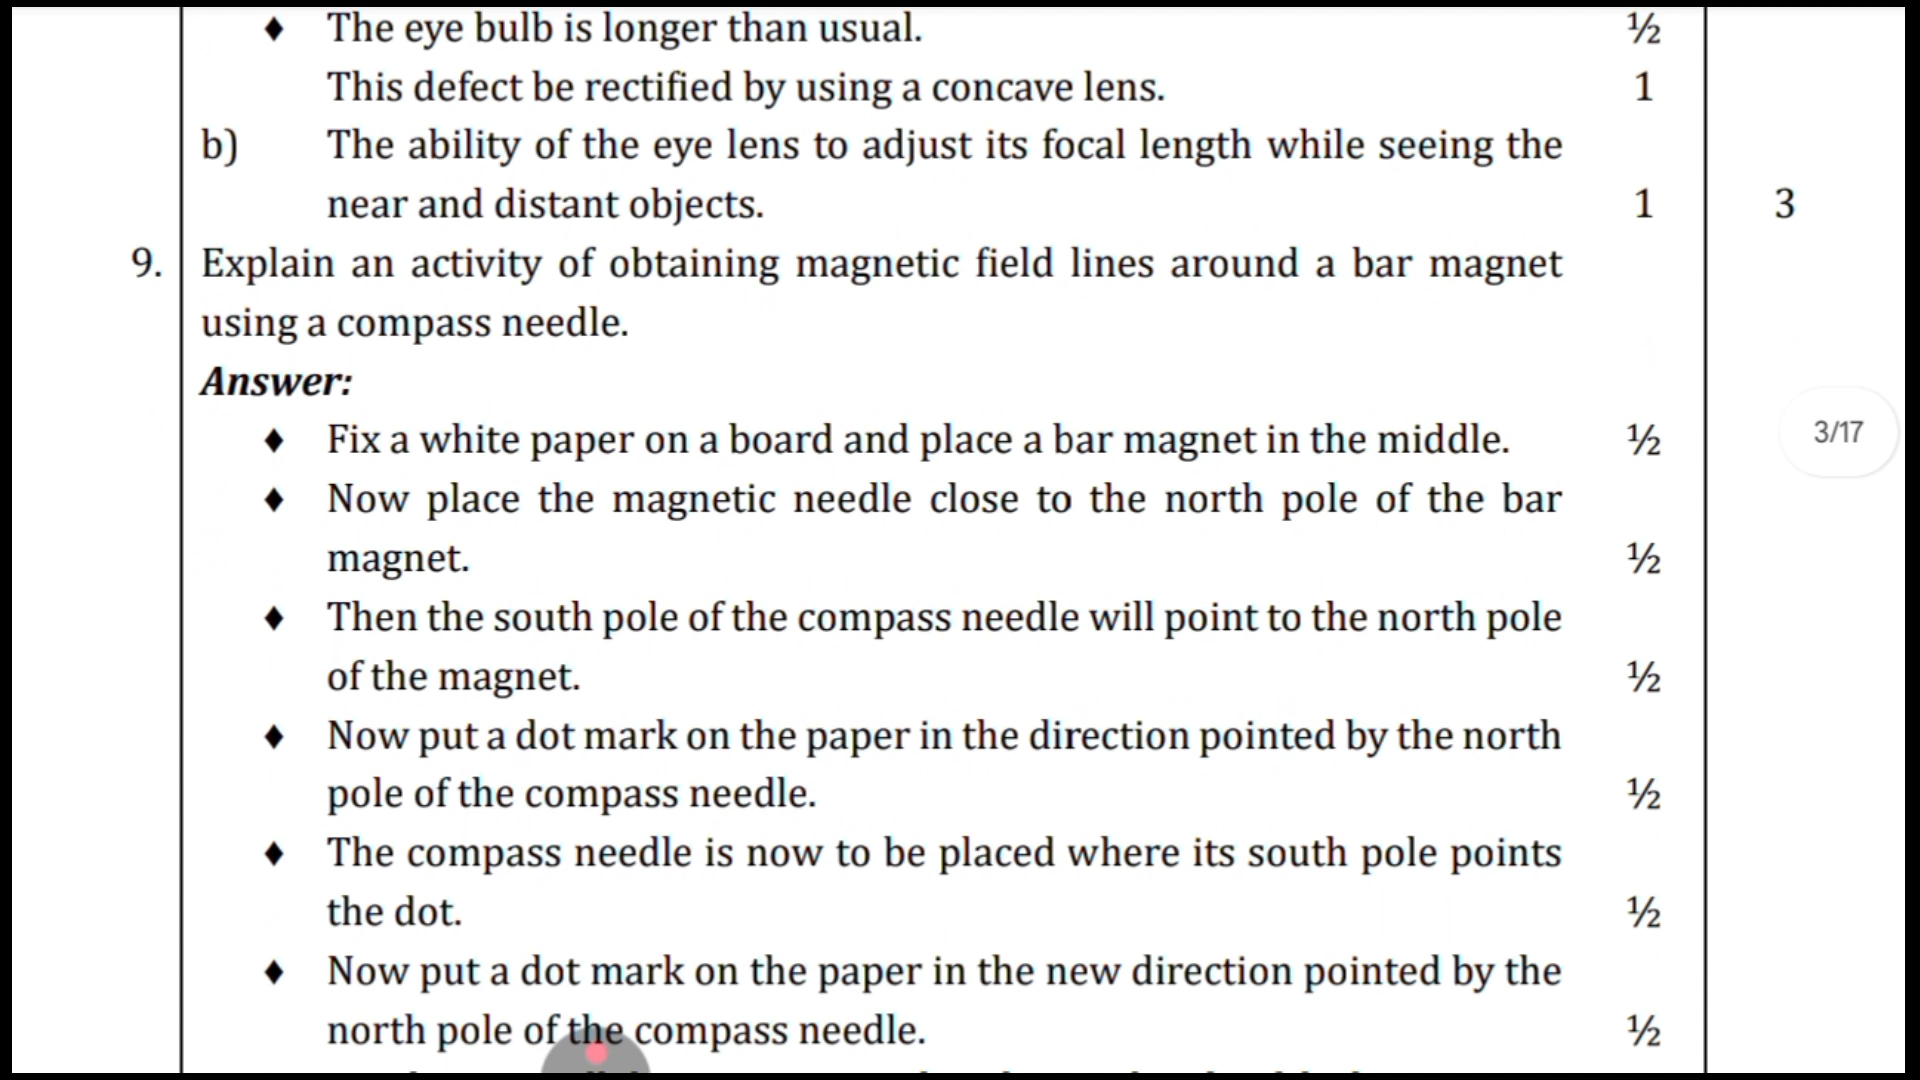 ♦ The eye bulb is longer than usual. ½
This defect be rectified by using a concave lens. 1
b) The ability of the eye lens to adjust its focal length while seeing the
near and distant objects. 1 3
9. Explain an activity of obtaining magnetic field lines around a bar magnet
using a compass needle.
Answer:
♦ Fix a white paper on a board and place a bar magnet in the middle. ½
3/17
♦ Now place the magnetic needle close to the north pole of the bar
magnet. ½
♦ Then the south pole of the compass needle will point to the north pole
of the magnet. ½
♦ Now put a dot mark on the paper in the direction pointed by the north
pole of the compass needle. ½
♦ The compass needle is now to be placed where its south pole points
the dot. ½
♦ Now put a dot mark on the paper in the new direction pointed by the
north pole of the compass needle. ½